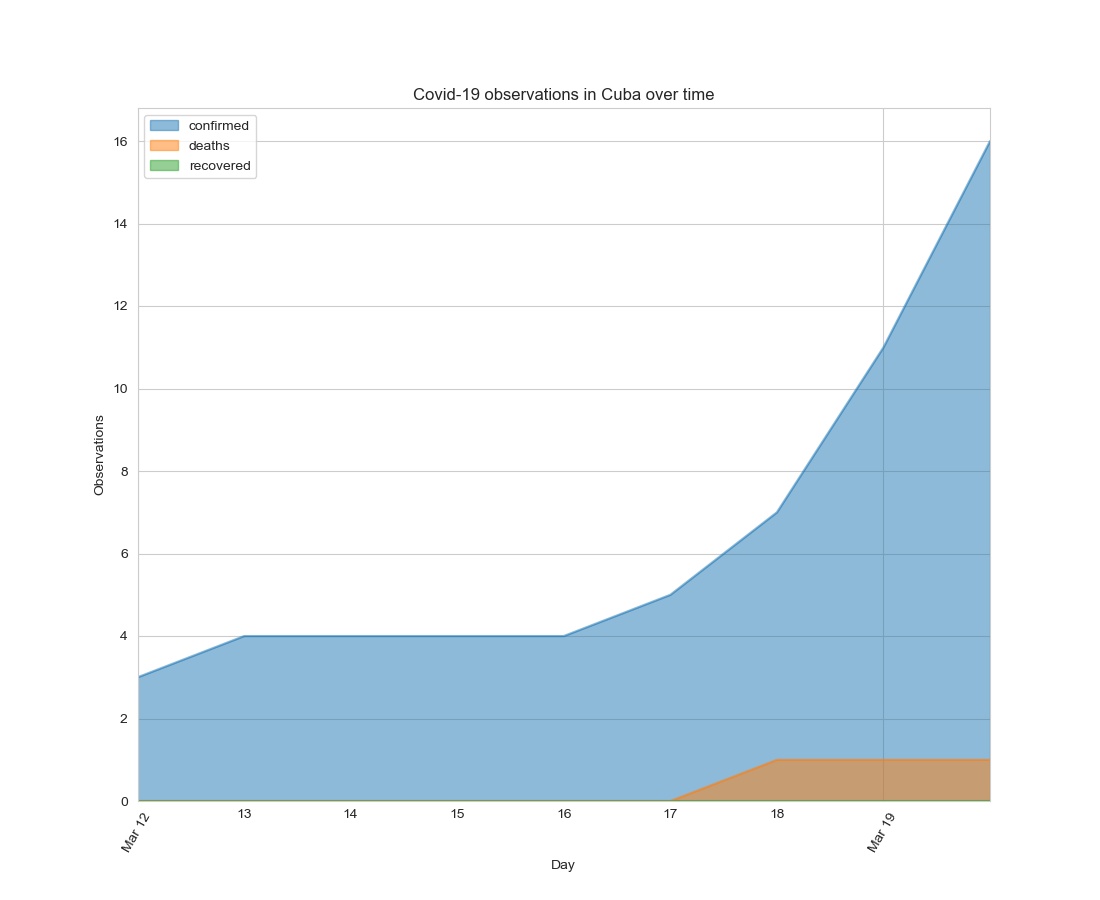 Covid-19 observations in Cuba over time
confirmed
deaths
recovered
16
14
12
10
8
6
4
2
0
Observations
Mar 12
13
14
15
16
17
18
Mar 19
Day